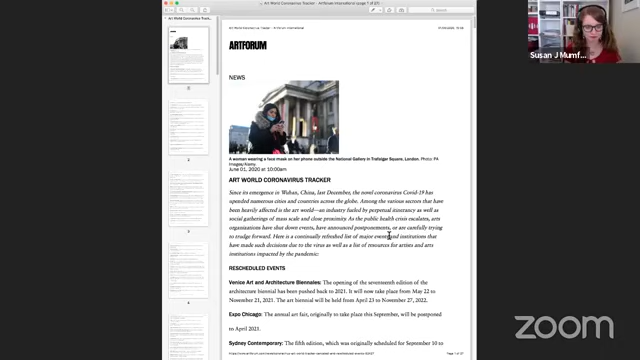 Art World Coronavirus Tracker - Artforum International (page 1 of 27)
Art World Coronavirus Track...
Susan J Mumf...
ARTFORUM
NEWS
A woman wearing a face mask on her phone outside the National Gallery in Trafalgar Square, London. Photo: PA
Images/Alamy.
June 01, 2020 at 10:00am
ART WORLD CORONAVIRUS TRACKER
Since its emergence in Wuhan, China, last December, the novel coronavirus Covid-19 has
upended numerous cities and countries across the globe. Among the various sectors that have
been heavily affected is the art world—an industry fueled by perpetual itinerancy as well as
social gatherings of mass scale and close proximity. As the public health crisis escalates, arts
organizations have shut down events, have announced postponements, or are carefully trying
to trudge forward. Here is a continually refreshed list of major events and institutions that
have made such decisions due to the virus as well as a list of resources for artists and arts
institutions impacted by the pandemic:
RESCHEDULED EVENTS
Venice Art and Architecture Biennales: The opening of the seventeenth edition of the
architecture biennial has been pushed back to 2021. It will now take place from May 22 to
November 21, 2021. The art biennial will be held from April 23 to November 27, 2022.
Expo Chicago: The annual art fair, originally to take place this September, will be postponed
to April 2021.
Sydney Contemporary: The fifth edition, which was originally scheduled for September 10 to
zoom